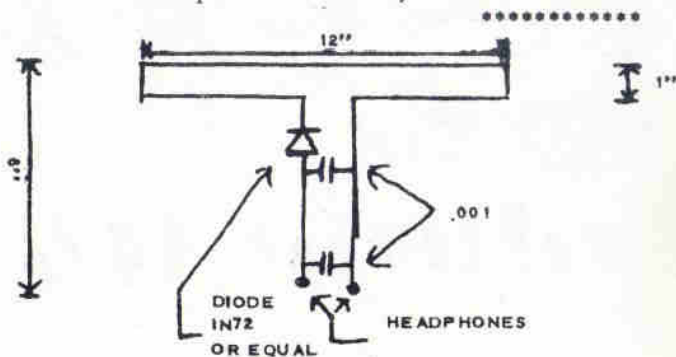 ************
12"
1"
.001
DIODE
IN72
OR EQUAL
HEADPHONES